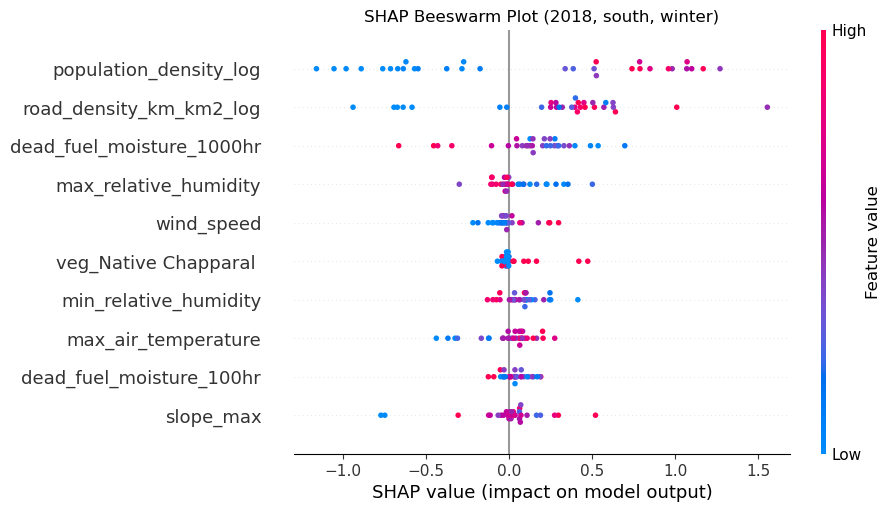 SHAP Beeswarm Plot (2018, south, winter)
High
population_density_log
road_density_km_km2_log
dead_fuel_moisture_1000hr
max_relative_humidity
wind_speed
veg_Native Chapparal
min_relative_humidity
max_air_temperature
dead_fuel_moisture_100hr
slope_max
Feature value
Low
−1.0 −0.5 0.0 0.5 1.0 1.5
SHAP value (impact on model output)